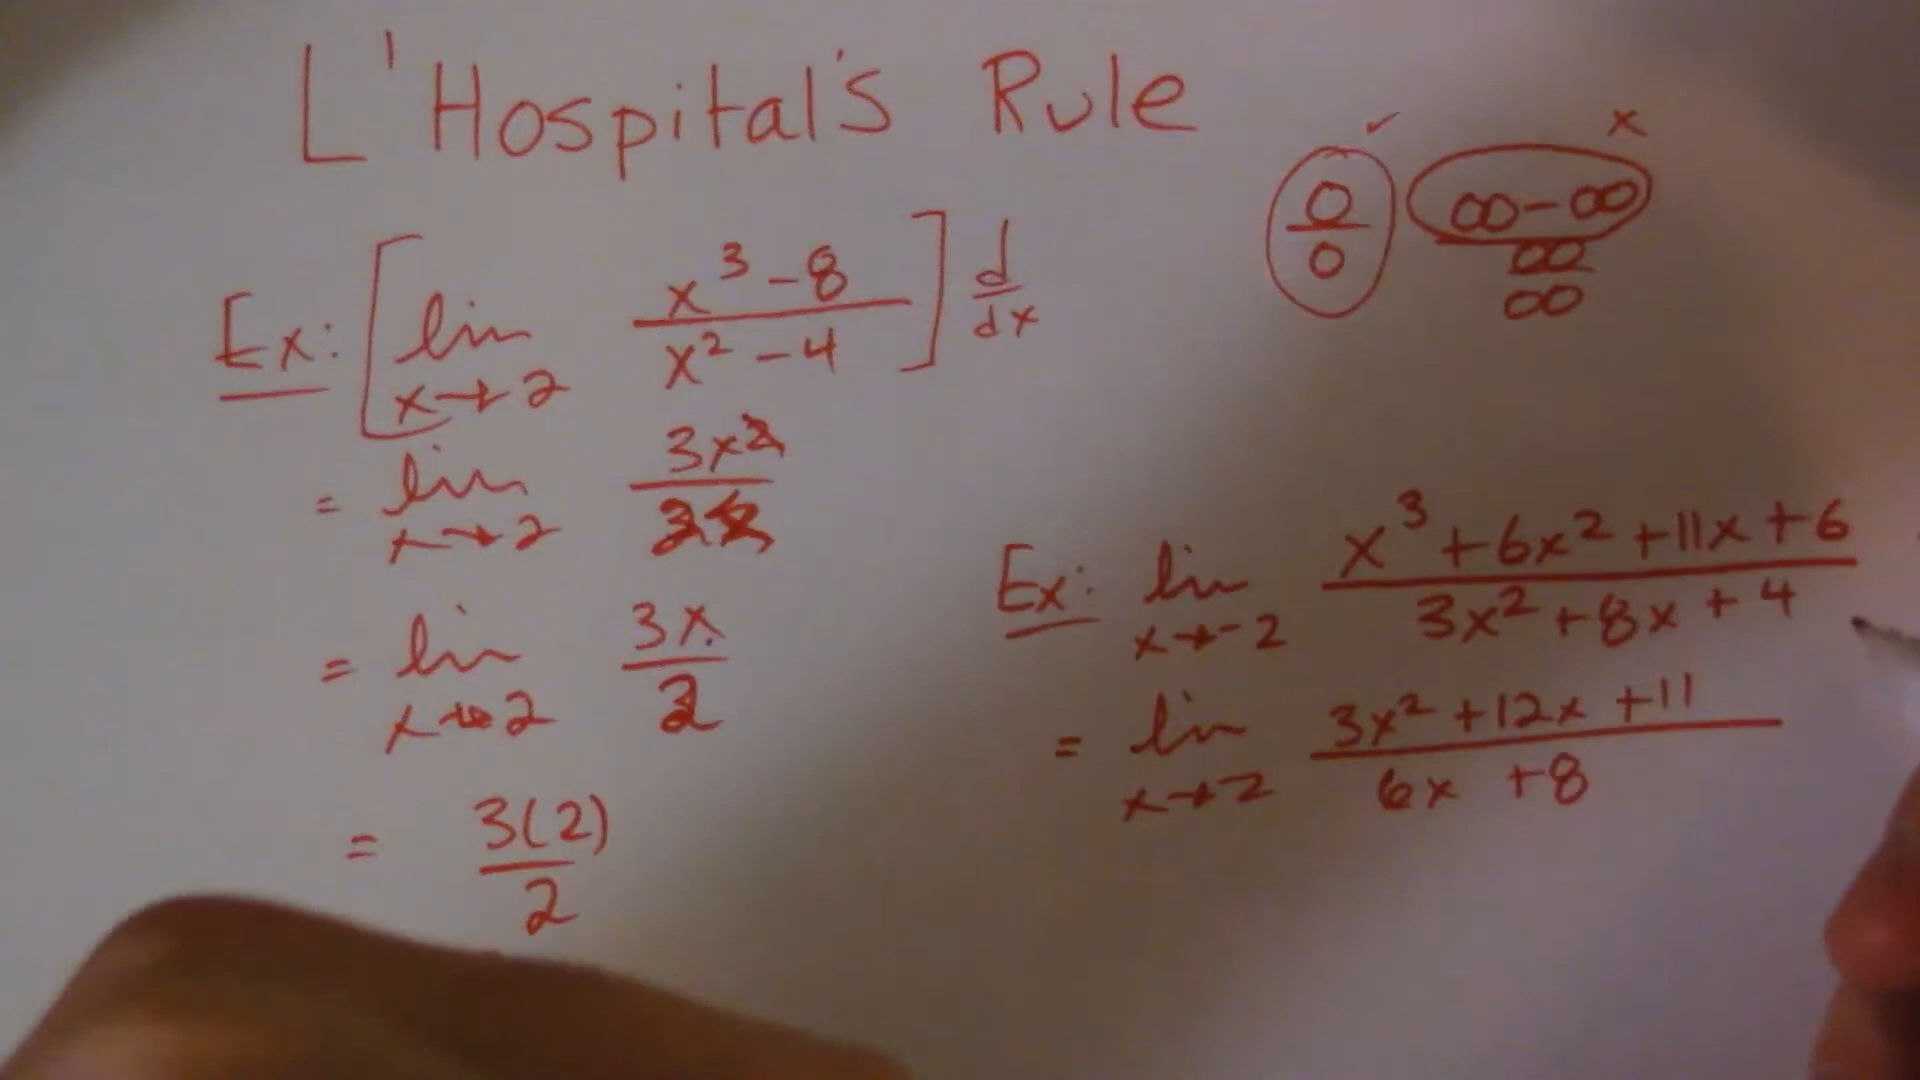 L'Hospital's Rule
✓ x
0/0 ∞-∞
∞/∞
Ex: [lim x→2 (x³-8)/(x²-4)] d/dx
= lim x→2 3x²/2x
= lim x→2 3x/2
= 3(2)/2
Ex: lim x→-2 (x³+6x²+11x+6)/(3x²+8x+4)
= lim x→-2 (3x²+12x+11)/(6x+8)